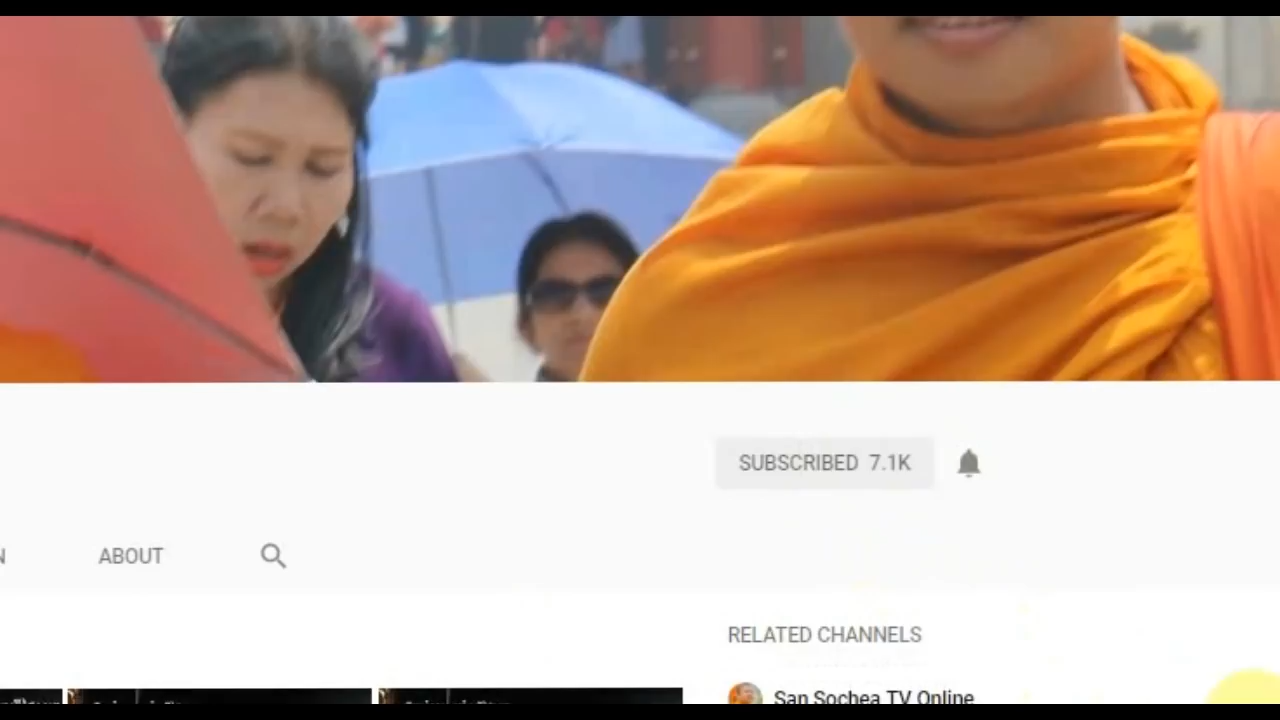 SUBSCRIBED 7.1K
ABOUT
RELATED CHANNELS
San Sochea TV Online